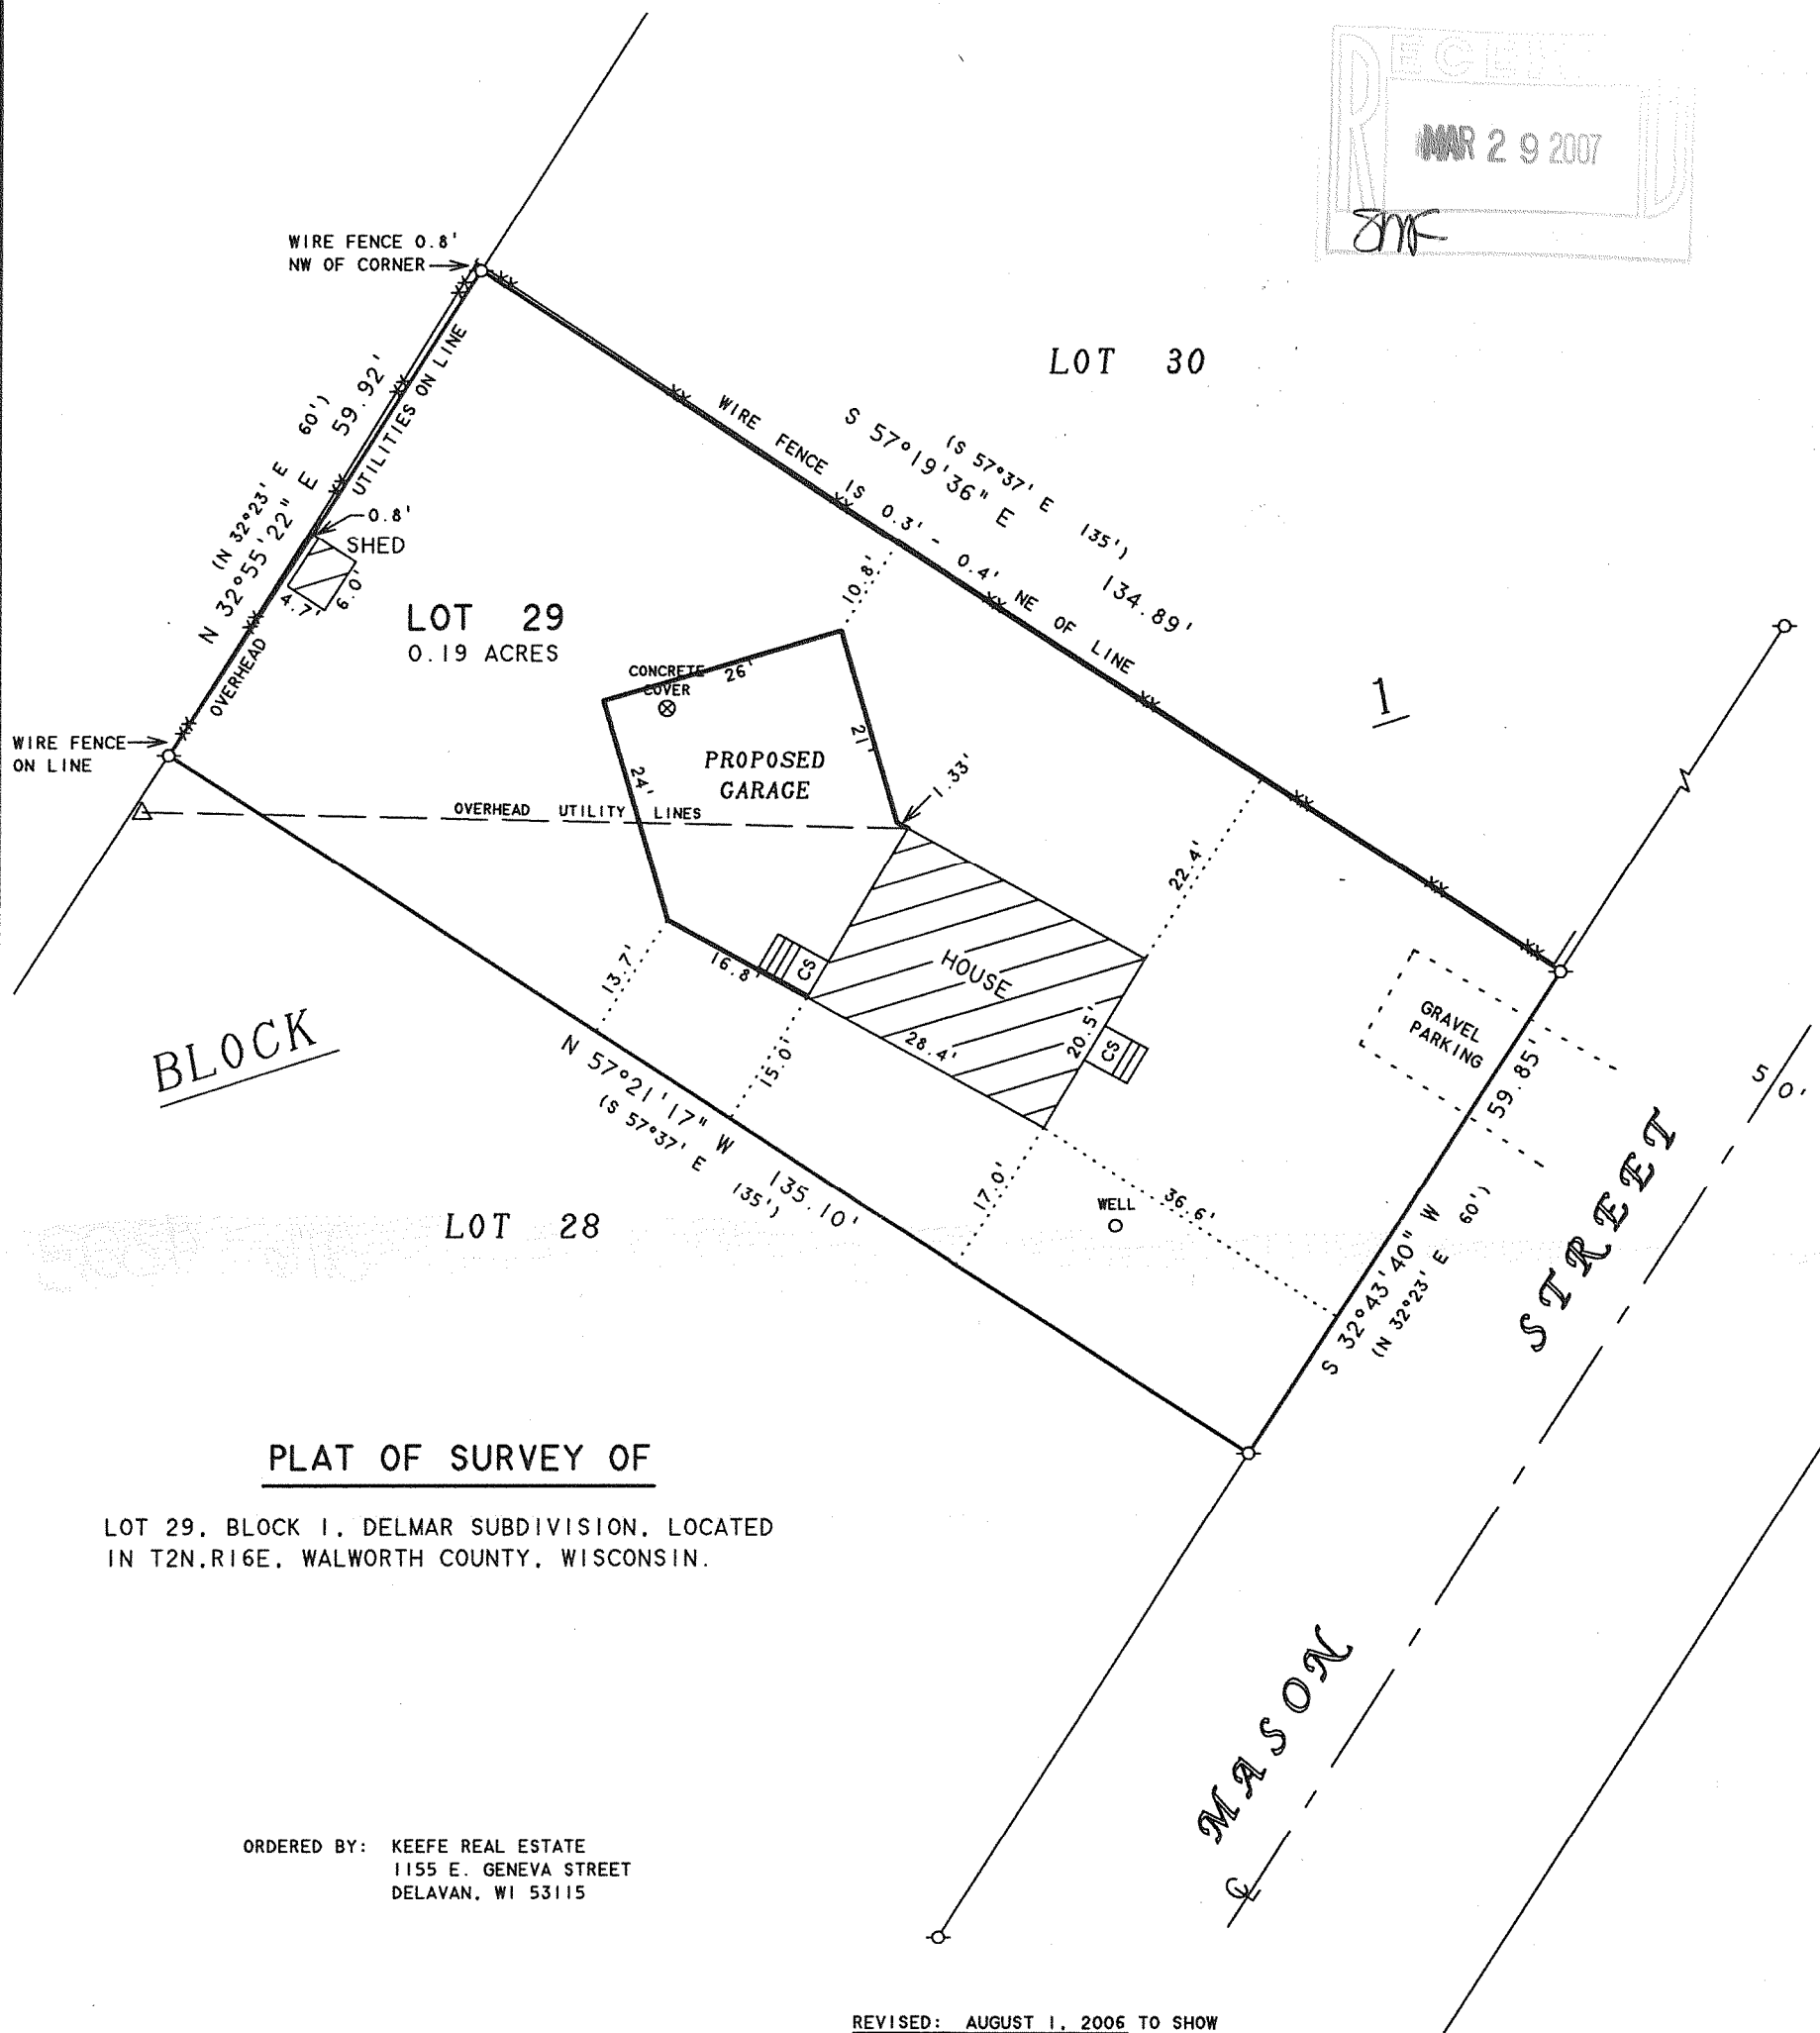 MAR 29 2007
WIRE FENCE 0.8'
NW OF CORNER
LOT 30
(N 32°23' E 60')
N 32°55'22" E 59.92'
OVERHEAD UTILITIES ON LINE
WIRE FENCE IS 0.3' - 0.4' NE OF LINE
(S 57°37' E 135')
S 57°19'36" E 134.89'
0.8'
SHED
4.7'
6.0'
LOT 29
0.19 ACRES
10.8'
CONCRETE
COVER
26'
21'
24'
PROPOSED
GARAGE
1.33'
1
WIRE FENCE
ON LINE
OVERHEAD UTILITY LINES
22.4'
HOUSE
13.7'
16.8'
CS
28.4'
20.5'
CS
15.0'
GRAVEL
PARKING
59.85'
50'
BLOCK
N 57°21'17" W 135.10'
(S 57°37' E 135')
17.0'
WELL
36.6'
S 32°43'40" W
(N 32°23' E 60')
LOT 28
MASON STREET
PLAT OF SURVEY OF
LOT 29, BLOCK 1, DELMAR SUBDIVISION, LOCATED
IN T2N,R16E, WALWORTH COUNTY, WISCONSIN.
ORDERED BY: KEEFE REAL ESTATE
1155 E. GENEVA STREET
DELAVAN, WI 53115
REVISED: AUGUST 1, 2006 TO SHOW